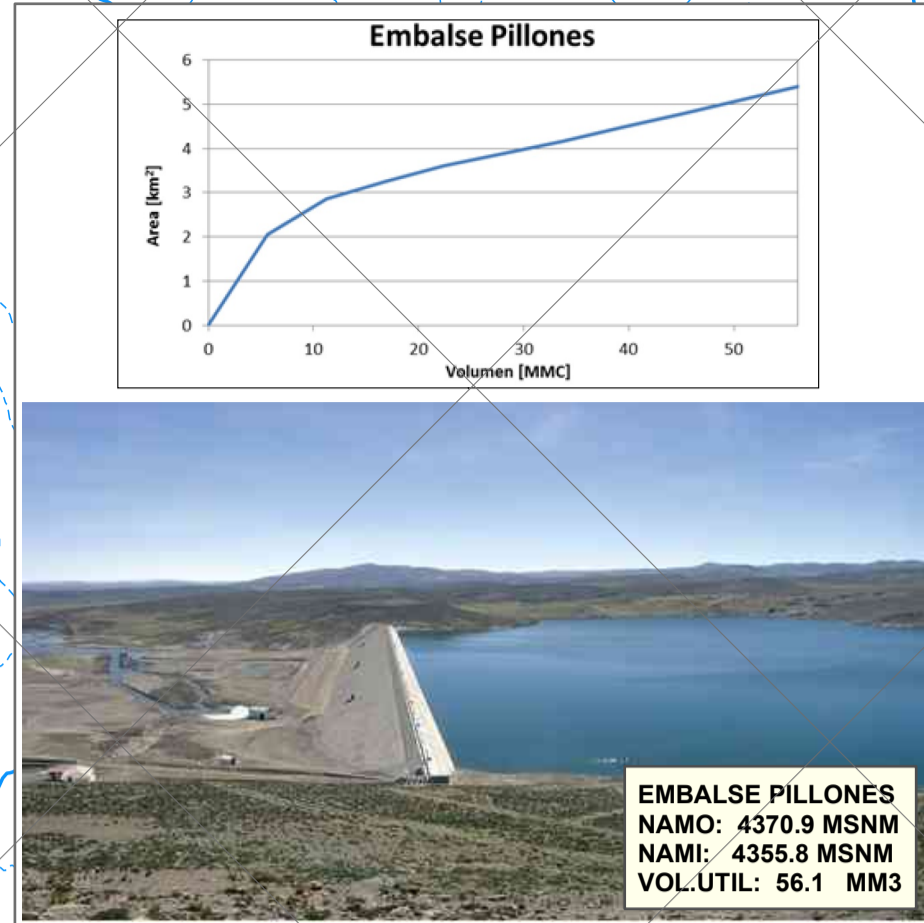 Embalse Pillones
6
5
4
3
2
1
0
Area [km²]
0 10 20 30 40 50
Volumen [MMC]
EMBALSE PILLONES
NAMO: 4370.9 MSNM
NAMI: 4355.8 MSNM
VOL.UTIL: 56.1 MM3